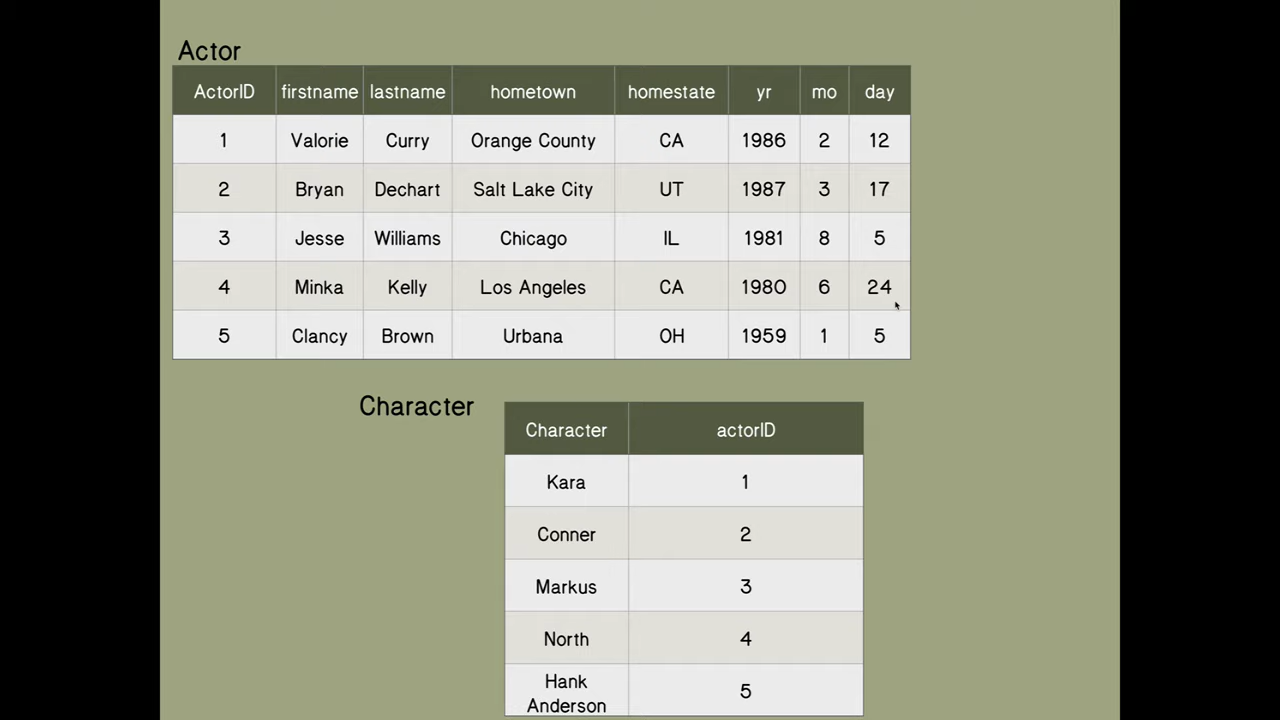 Actor
ActorID firstname lastname hometown homestate yr mo day
1 Valorie Curry Orange County CA 1986 2 12
2 Bryan Dechart Salt Lake City UT 1987 3 17
3 Jesse Williams Chicago IL 1981 8 5
4 Minka Kelly Los Angeles CA 1980 6 24
5 Clancy Brown Urbana OH 1959 1 5
Character
Character actorID
Kara 1
Conner 2
Markus 3
North 4
Hank
Anderson 5